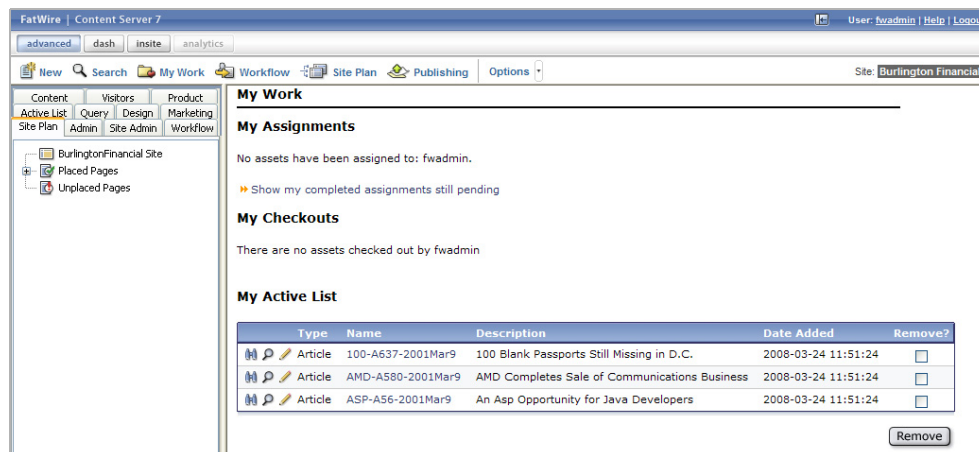 FatWire | Content Server 7
User: fwadmin | Help | Logou
advanced dash insite analytics
New Search My Work Workflow Site Plan Publishing Options
Site: Burlington Financial
Content Visitors Product
Active List Query Design Marketing
Site Plan Admin Site Admin Workflow
BurlingtonFinancial Site
Placed Pages
Unplaced Pages
My Work
My Assignments
No assets have been assigned to: fwadmin.
Show my completed assignments still pending
My Checkouts
There are no assets checked out by fwadmin
My Active List
Type Name Description Date Added Remove?
Article 100-A637-2001Mar9 100 Blank Passports Still Missing in D.C. 2008-03-24 11:51:24
Article AMD-A580-2001Mar9 AMD Completes Sale of Communications Business 2008-03-24 11:51:24
Article ASP-A56-2001Mar9 An Asp Opportunity for Java Developers 2008-03-24 11:51:24
Remove